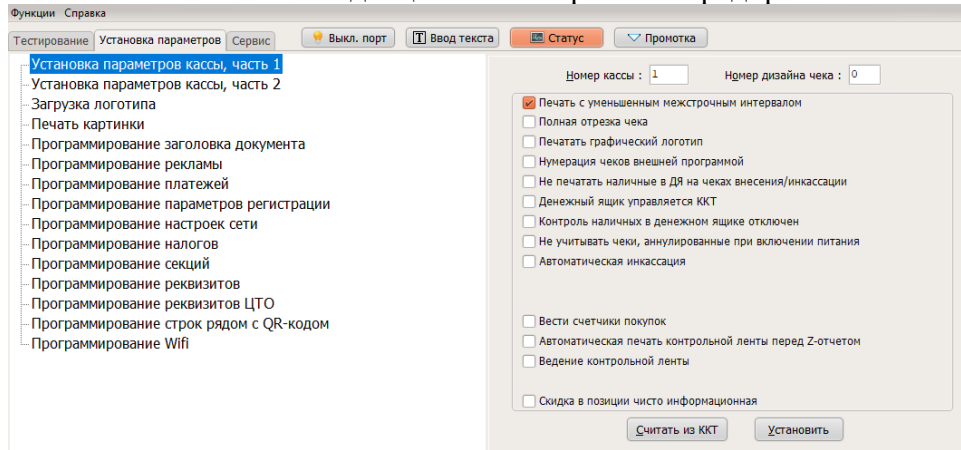 Функции Справка
Тестирование Установка параметров Сервис Выкл. порт Ввод текста Статус Промотка
Установка параметров кассы, часть 1
Установка параметров кассы, часть 2
Загрузка логотипа
Печать картинки
Программирование заголовка документа
Программирование рекламы
Программирование платежей
Программирование параметров регистрации
Программирование настроек сети
Программирование налогов
Программирование секций
Программирование реквизитов
Программирование реквизитов ЦТО
Программирование строк рядом с QR-кодом
Программирование Wifi
Номер кассы : 1 Номер дизайна чека : 0
Печать с уменьшенным межстрочным интервалом
Полная отрезка чека
Печатать графический логотип
Нумерация чеков внешней программой
Не печатать наличные в ДЯ на чеках внесения/инкассации
Денежный ящик управляется ККТ
Контроль наличных в денежном ящике отключен
Не учитывать чеки, аннулированные при включении питания
Автоматическая инкассация
Вести счетчики покупок
Автоматическая печать контрольной ленты перед Z-отчетом
Ведение контрольной ленты
Скидка в позиции чисто информационная
Считать из ККТ Установить